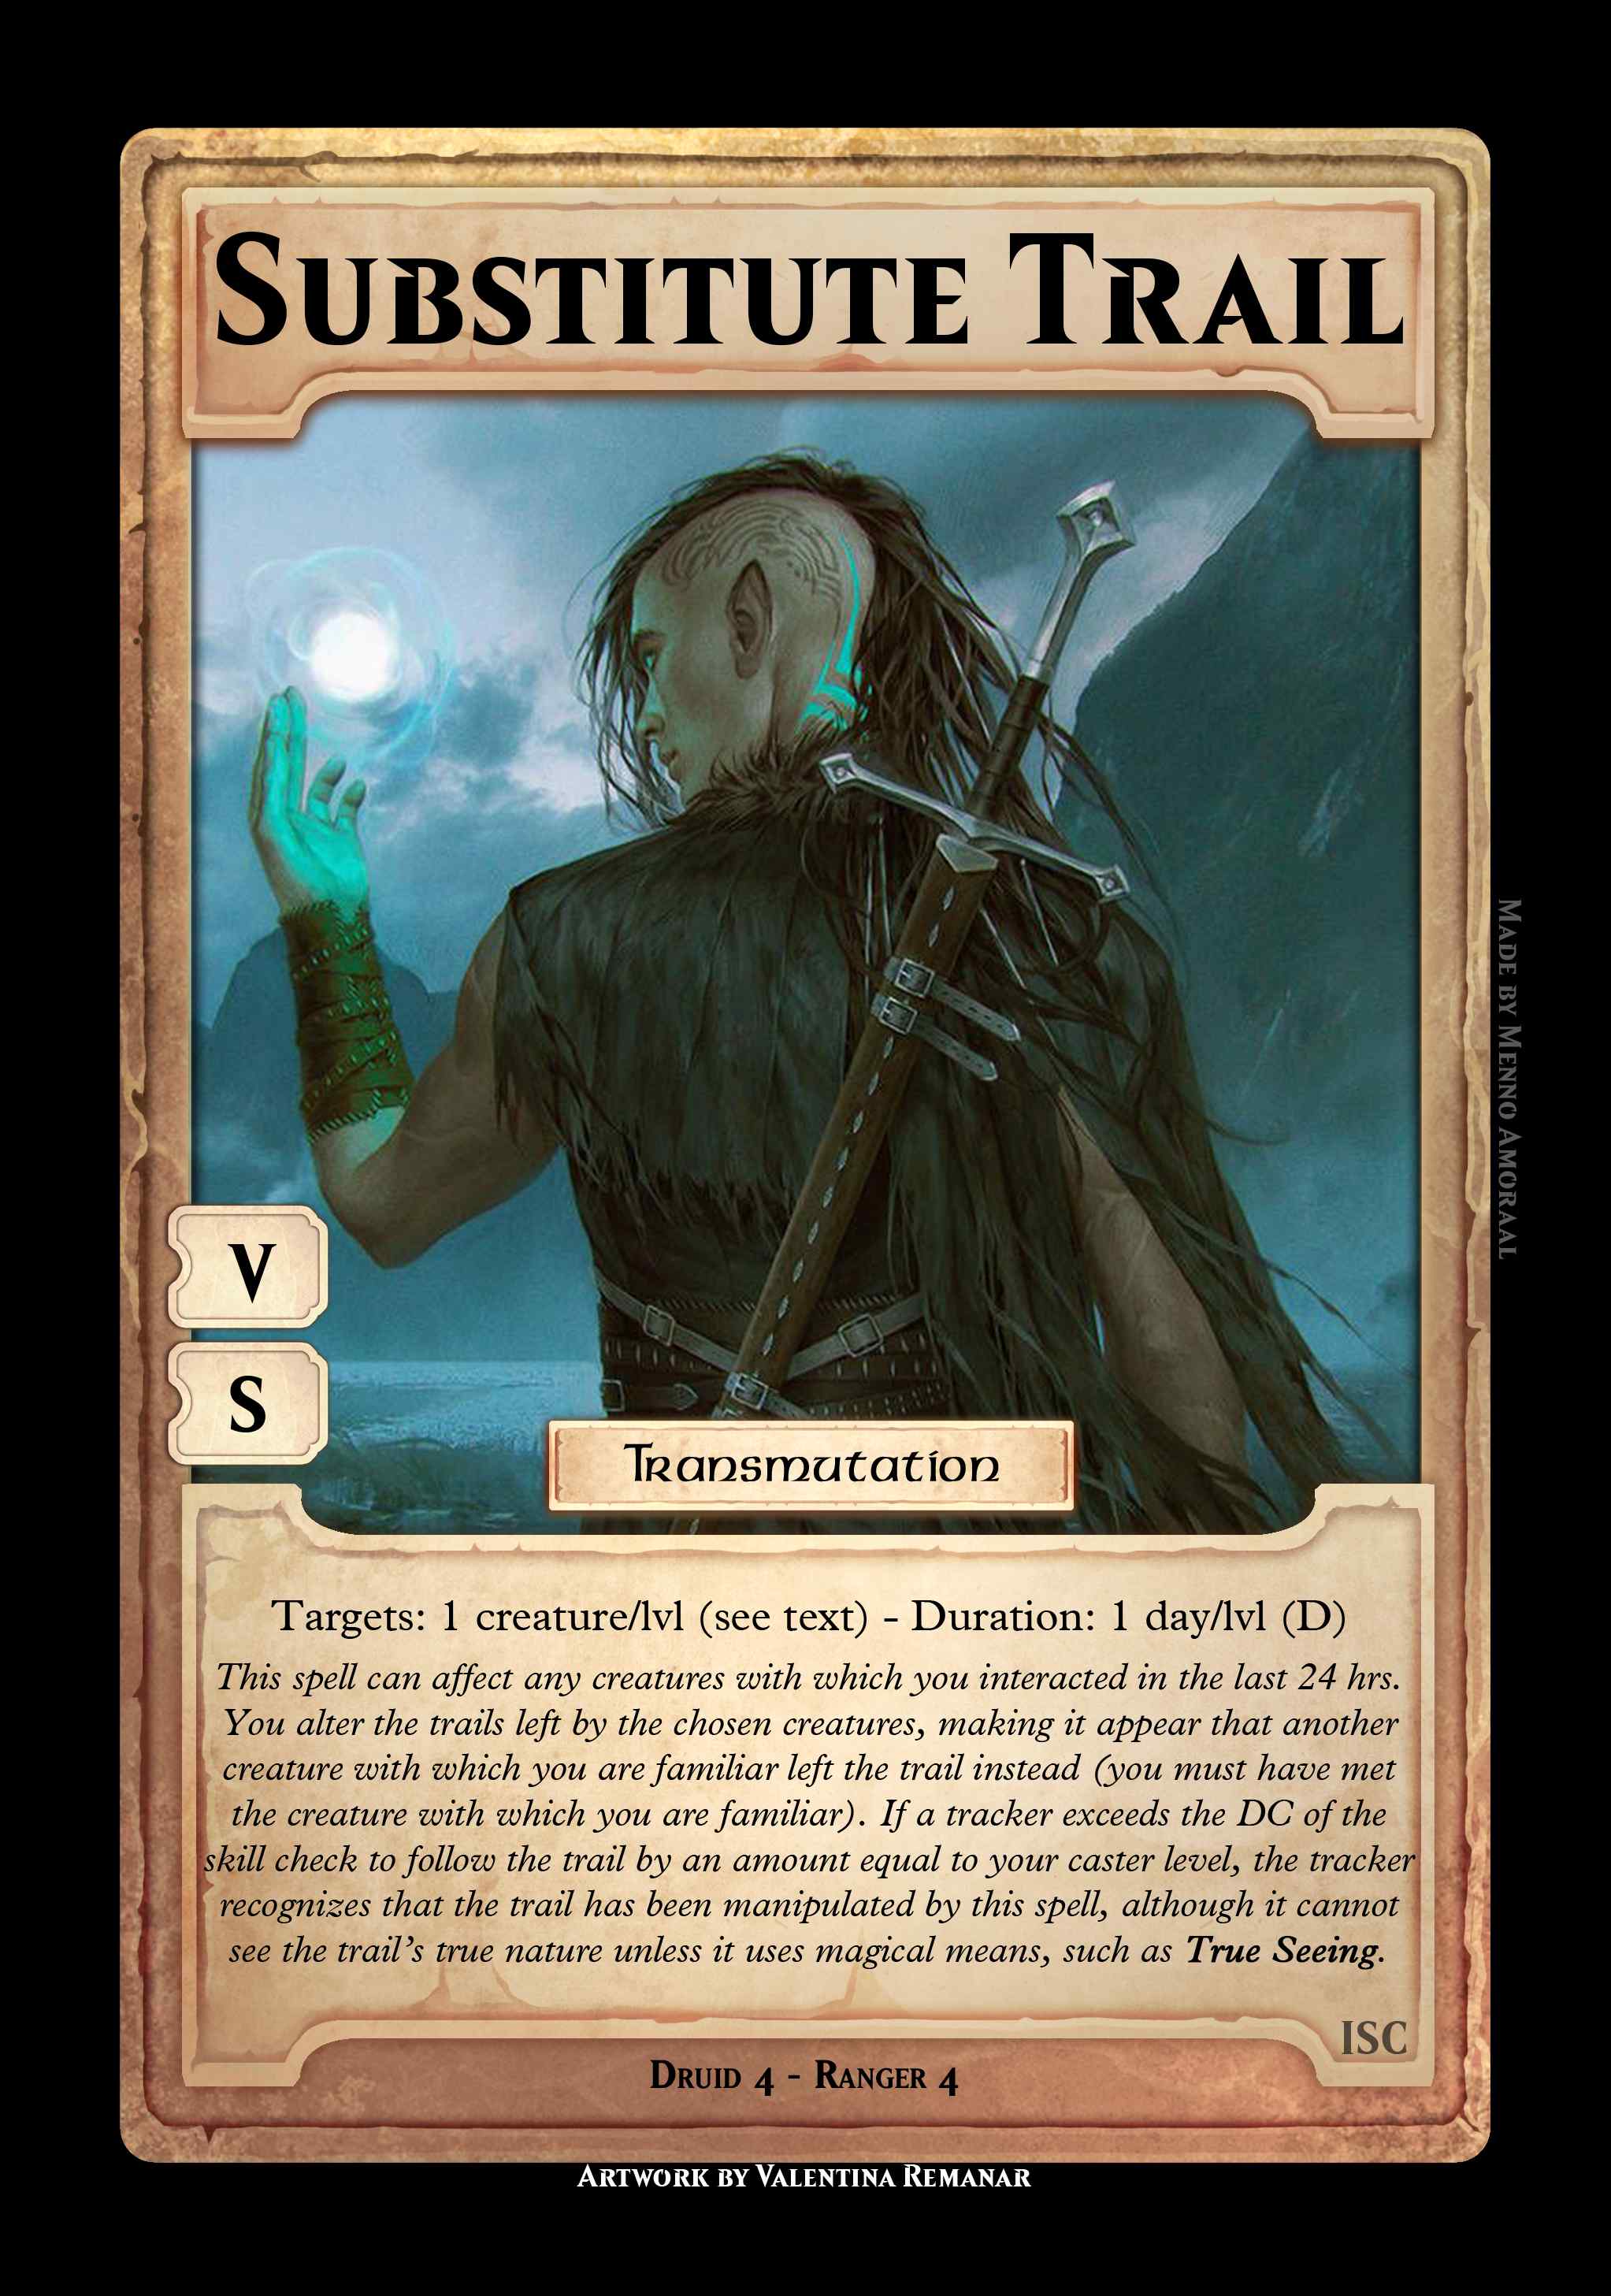 Substitute Trail
V
S
Transmutation
Targets: 1 creature/lvl (see text) - Duration: 1 day/lvl (D)
This spell can affect any creatures with which you interacted in the last 24 hrs.
You alter the trails left by the chosen creatures, making it appear that another
creature with which you are familiar left the trail instead (you must have met
the creature with which you are familiar). If a tracker exceeds the DC of the
skill check to follow the trail by an amount equal to your caster level, the tracker
recognizes that the trail has been manipulated by this spell, although it cannot
see the trail's true nature unless it uses magical means, such as True Seeing.
ISC
Druid 4 - Ranger 4
Artwork by Valentina Remanar
Made by Menno Amoraal